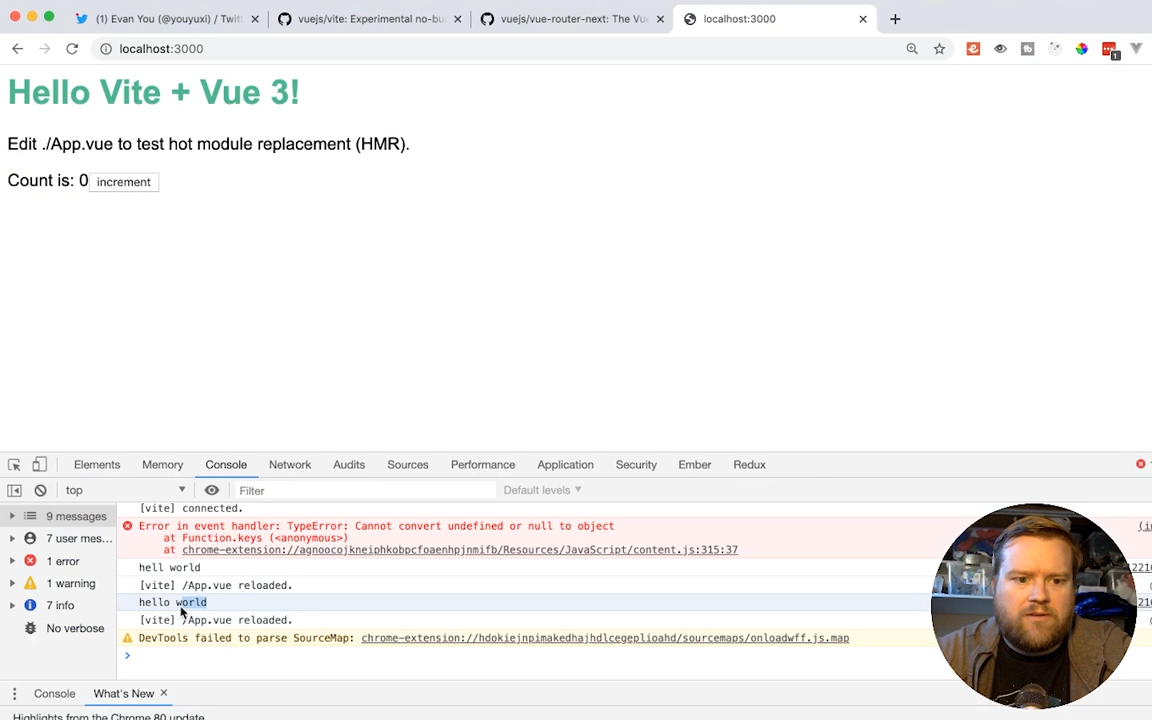 (1) Evan You (@youyuxi) / Twitt
vuejs/vite: Experimental no-bu
vuejs/vue-router-next: The Vue
localhost:3000
localhost:3000
1
Hello Vite + Vue 3!
Edit ./App.vue to test hot module replacement (HMR).
Count is: 0 increment
Elements Memory Console Network Audits Sources Performance Application Security Ember Redux
top Filter Default levels
9 messages
7 user mes...
1 error
1 warning
7 info
No verbose
[vite] connected.
Error in event handler: TypeError: Cannot convert undefined or null to object
at Function.keys (<anonymous>)
at chrome-extension://agnoocojkneiphkobpcfoaenhpjnmifb/Resources/JavaScript/content.js:315:37
hell world
[vite] /App.vue reloaded.
hello world
[vite] /App.vue reloaded.
DevTools failed to parse SourceMap: chrome-extension://hdokiejnpimakedhajhdlcegeplioahd/sourcemaps/onloadwff.js.map
>
Console What's New
Highlights from the Chrome 80 update